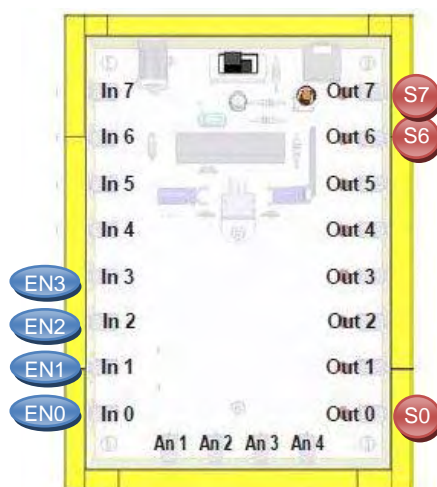 In 7 Out 7 S7
In 6 Out 6 S6
In 5 Out 5
In 4 Out 4
EN3 In 3 Out 3
EN2 In 2 Out 2
EN1 In 1 Out 1
EN0 In 0 Out 0 S0
An 1 An 2 An 3 An 4